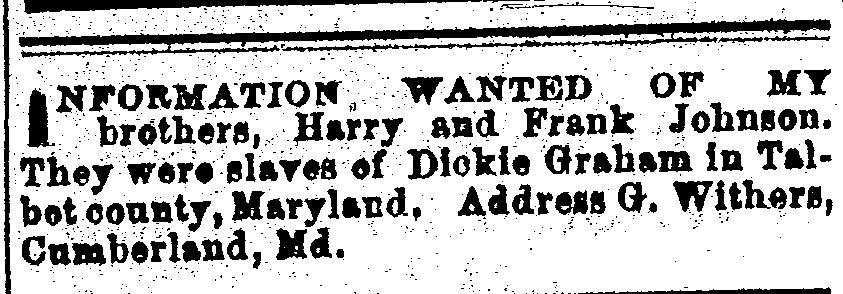 INFORMATION WANTED OF MY
brothers, Harry and Frank Johnson.
They were slaves of Dickie Graham in Tal-
bot county, Maryland. Address G. Withers,
Cumberland, Md.